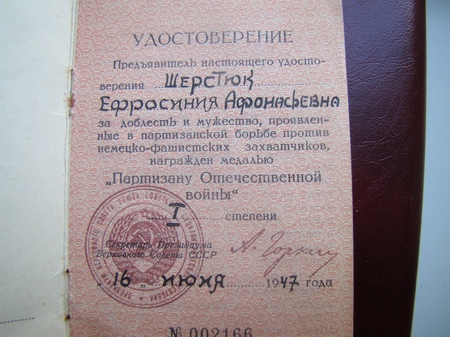 УДОСТОВЕРЕНИЕ
Предъявитель настоящего удосто-
верения ШЕРСТЮК
ЕФРОСИНИЯ АФОНАСЬЕВНА
за доблесть и мужество, проявлен-
ные в партизанской борьбе против
немецко-фашистских захватчиков,
награжден медалью
„Партизану Отечественной
войны“
I степени
Секретарь Президиума
Верховного Совета СССР
А. Горкин
„16„ июня 1947 года
№ 002166